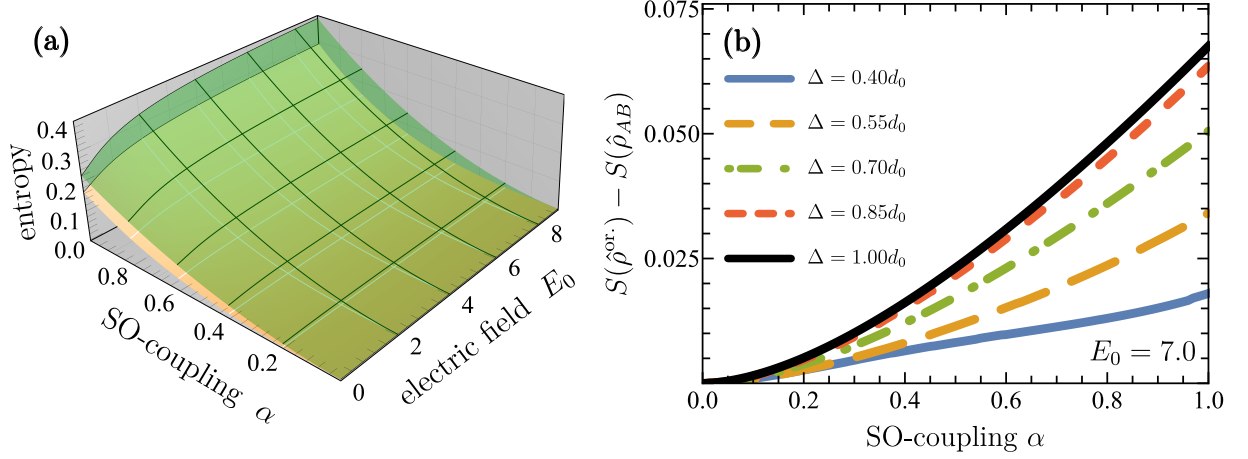 (a)
entropy
0.4
0.3
0.2
0.1
0.0
0.8
0.6
0.4
0.2
SO-coupling α
0
2
4
6
8
electric field E₀
(b)
S(ρ̂^{or.}) − S(ρ̂_{AB})
0.075
0.050
0.025
Δ = 0.40d₀
Δ = 0.55d₀
Δ = 0.70d₀
Δ = 0.85d₀
Δ = 1.00d₀
E₀ = 7.0
0.0 0.2 0.4 0.6 0.8 1.0
SO-coupling α